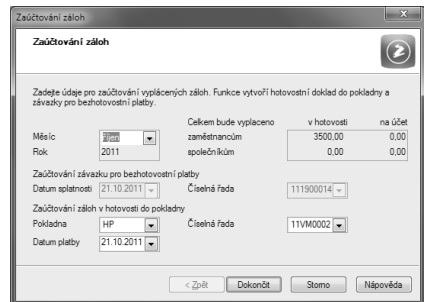 Zaúčtování záloh
Zaúčtování záloh
Zadejte údaje pro zaúčtování vyplácených záloh. Funkce vytvoří hotovostní doklad do pokladny a
závazky pro bezhotovostní platby.
Celkem bude vyplaceno v hotovosti na účet
Měsíc říjen zaměstnancům 3500,00 0,00
Rok 2011 společníkům 0,00 0,00
Zaúčtování závazku pro bezhotovostní platby
Datum splatnosti 21.10.2011 Číselná řada 111900014
Zaúčtování záloh v hotovosti do pokladny
Pokladna HP Číselná řada 11VM0002
Datum platby 21.10.2011
< Zpět Dokončit Storno Nápověda